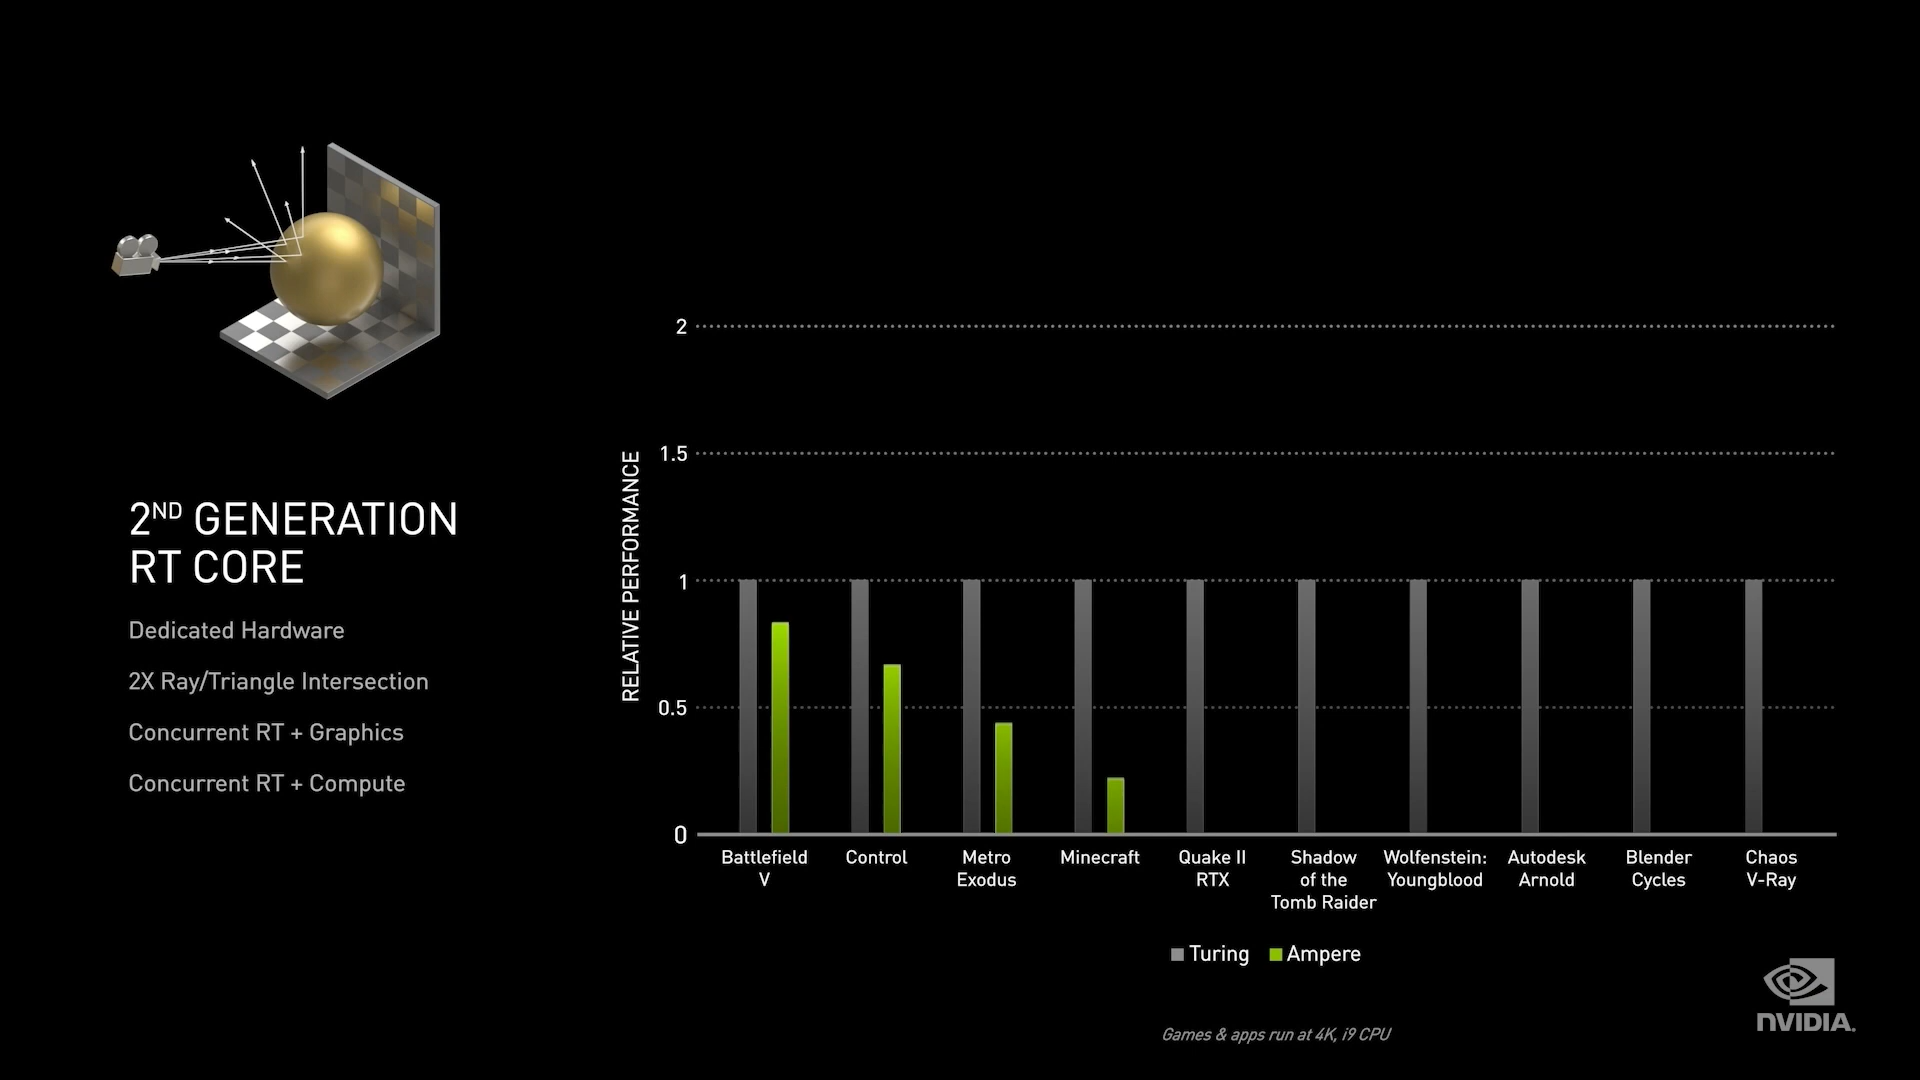 2ND GENERATION
RT CORE
Dedicated Hardware
2X Ray/Triangle Intersection
Concurrent RT + Graphics
Concurrent RT + Compute
RELATIVE PERFORMANCE
2
1.5
1
0.5
0
Battlefield
V
Control
Metro
Exodus
Minecraft
Quake II
RTX
Shadow
of the
Tomb Raider
Wolfenstein:
Youngblood
Autodesk
Arnold
Blender
Cycles
Chaos
V-Ray
Turing
Ampere
Games & apps run at 4K, i9 CPU
NVIDIA.